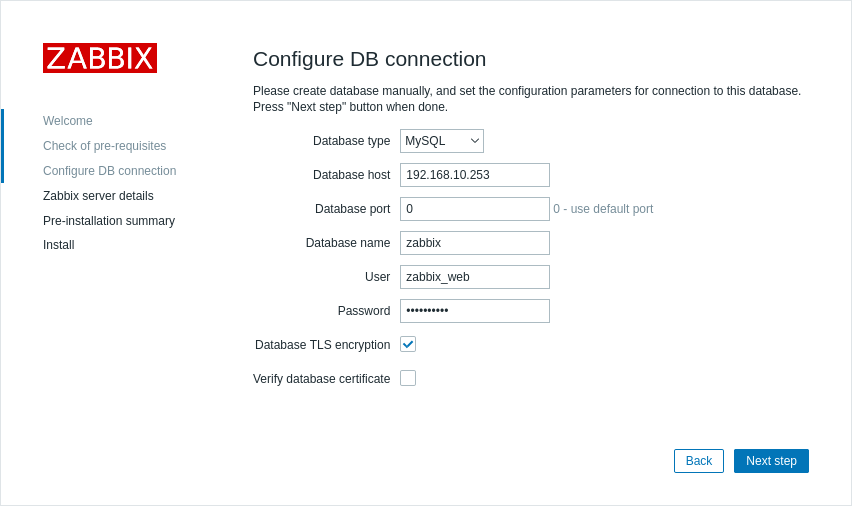 ZABBIX
Welcome
Check of pre-requisites
Configure DB connection
Zabbix server details
Pre-installation summary
Install
Configure DB connection
Please create database manually, and set the configuration parameters for connection to this database.
Press "Next step" button when done.
Database type MySQL
Database host 192.168.10.253
Database port 0 0 - use default port
Database name zabbix
User zabbix_web
Password ••••••••••
Database TLS encryption
Verify database certificate
Back Next step